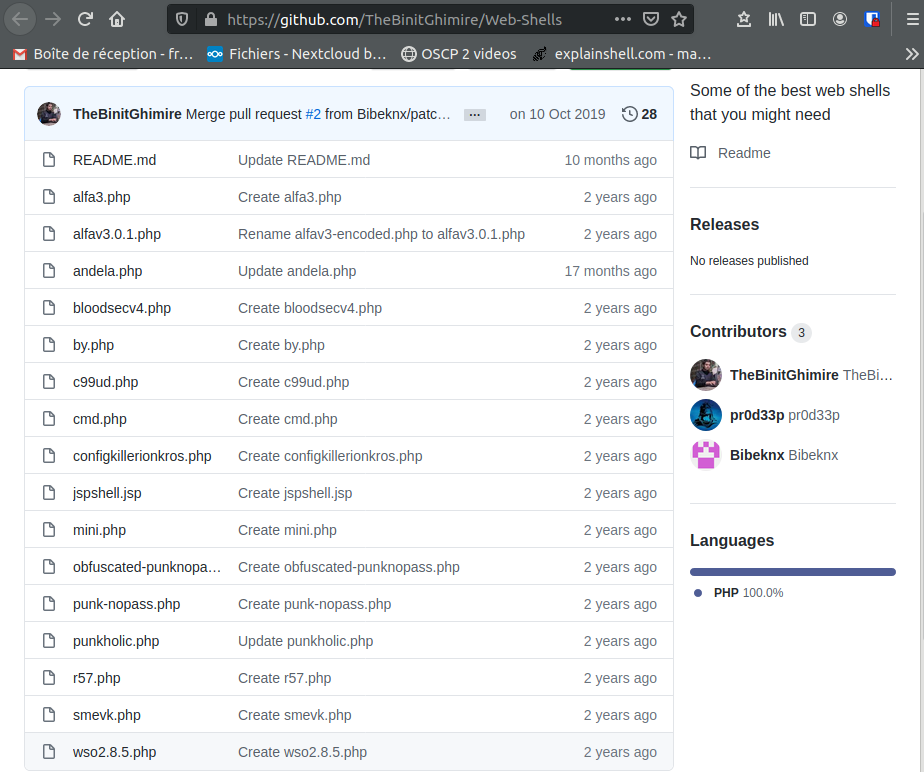 https://github.com/TheBinitGhimire/Web-Shells
Boîte de réception - fr… Fichiers - Nextcloud b… OSCP 2 videos explainshell.com - ma…
TheBinitGhimire Merge pull request #2 from Bibeknx/patc… ... on 10 Oct 2019 28
README.md Update README.md 10 months ago
alfa3.php Create alfa3.php 2 years ago
alfav3.0.1.php Rename alfav3-encoded.php to alfav3.0.1.php 2 years ago
andela.php Update andela.php 17 months ago
bloodsecv4.php Create bloodsecv4.php 2 years ago
by.php Create by.php 2 years ago
c99ud.php Create c99ud.php 2 years ago
cmd.php Create cmd.php 2 years ago
configkillerionkros.php Create configkillerionkros.php 2 years ago
jspshell.jsp Create jspshell.jsp 2 years ago
mini.php Create mini.php 2 years ago
obfuscated-punknopa… Create obfuscated-punknopass.php 2 years ago
punk-nopass.php Create punk-nopass.php 2 years ago
punkholic.php Update punkholic.php 2 years ago
r57.php Create r57.php 2 years ago
smevk.php Create smevk.php 2 years ago
wso2.8.5.php Create wso2.8.5.php 2 years ago
Some of the best web shells
that you might need
Readme
Releases
No releases published
Contributors 3
TheBinitGhimire TheBi…
pr0d33p pr0d33p
Bibeknx Bibeknx
Languages
PHP 100.0%